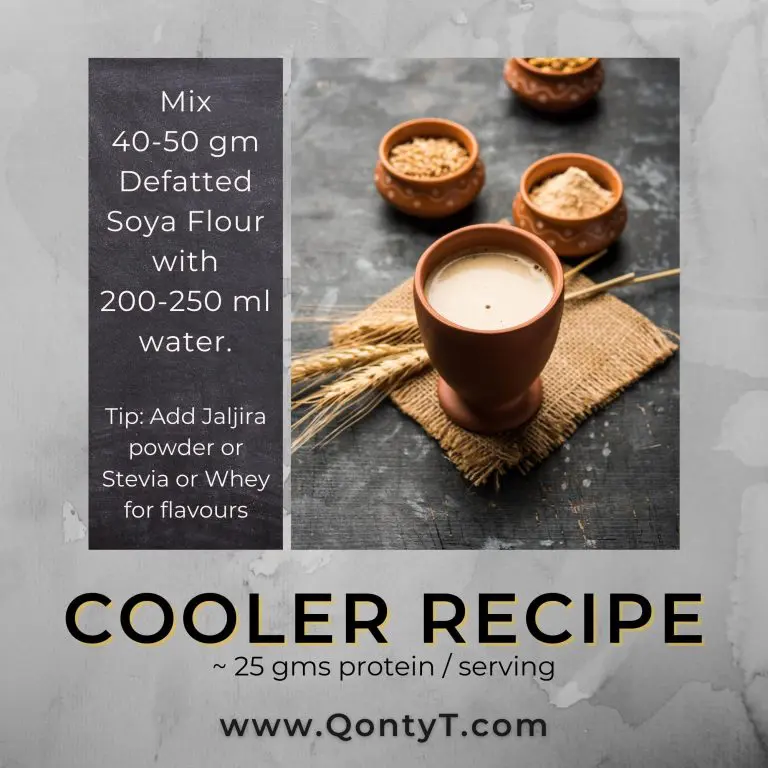 Mix
40-50 gm
Defatted
Soya Flour
with
200-250 ml
water.
Tip: Add Jaljira
powder or
Stevia or Whey
for flavours
COOLER RECIPE
~ 25 gms protein / serving
www.QontyT.com